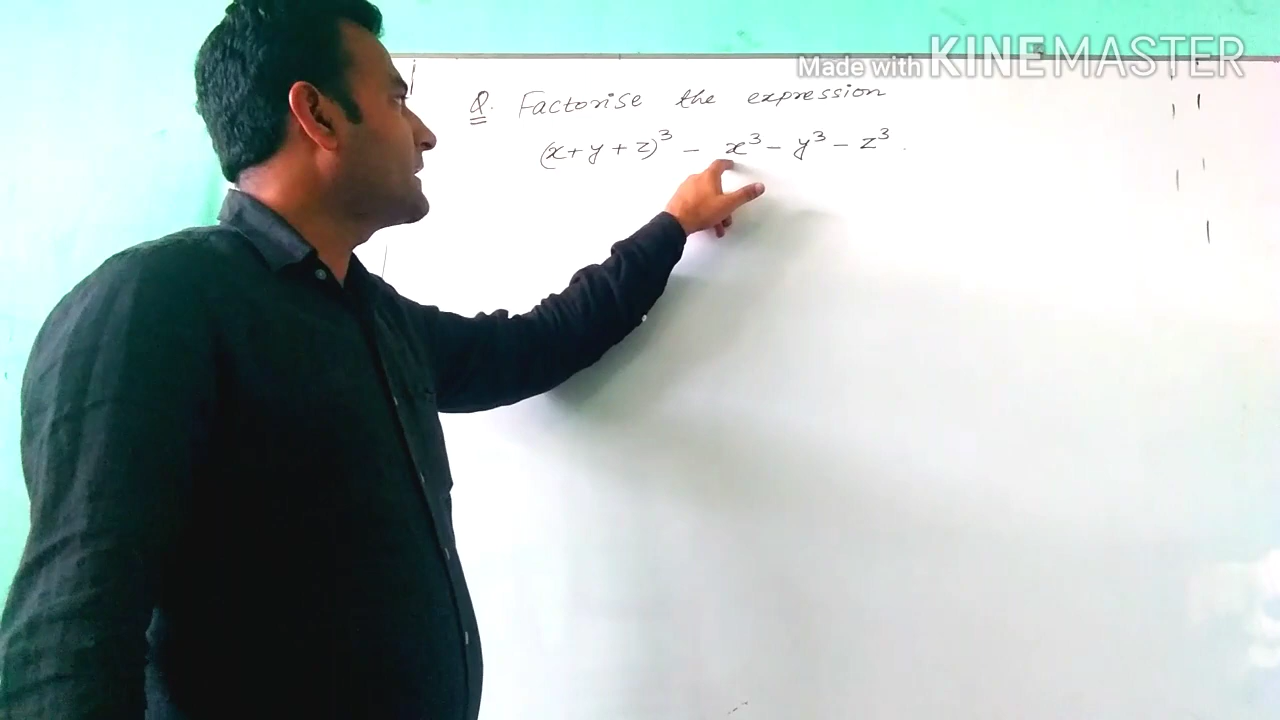 Made with KINEMASTER
Q. Factorise the expression
(x + y + z)³ - x³ - y³ - z³.